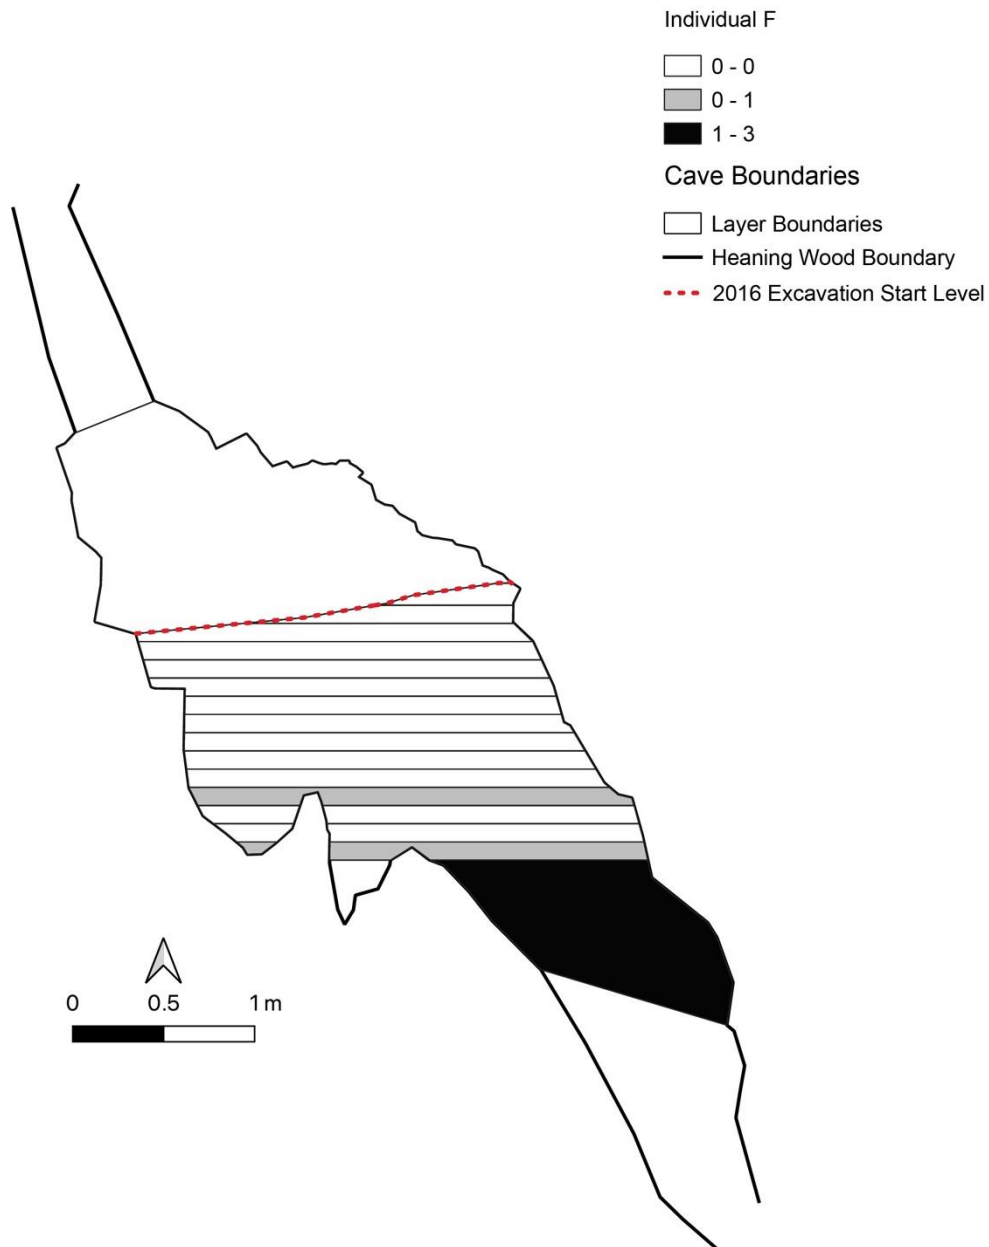 Individual F
0 - 0
0 - 1
1 - 3
Cave Boundaries
Layer Boundaries
Heaning Wood Boundary
2016 Excavation Start Level
0 0.5 1 m